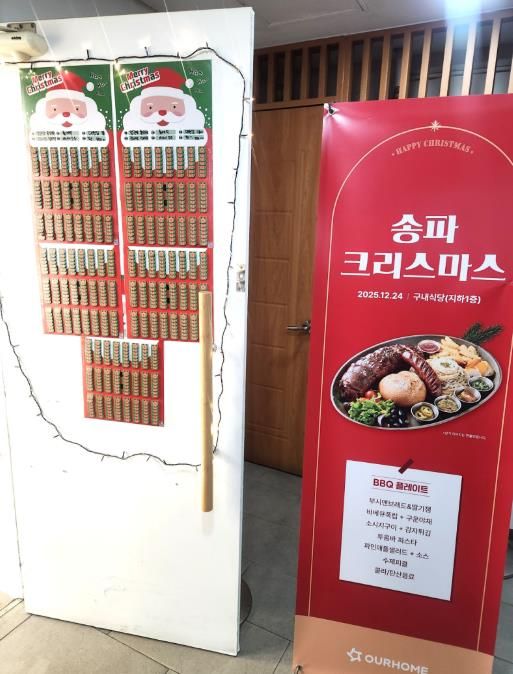 Merry
Christmas
Merry
Christmas
HAPPY CHRISTMAS
송파
크리스마스
2025.12.24 | 구내식당(지하1층)
BBQ 플레이트
부시맨브레드&딸기잼
바베큐폭립 + 구운야채
소시지구이 + 감자튀김
투움바 파스타
파인애플샐러드 + 소스
수제피클
콜라/탄산음료
OURHOME